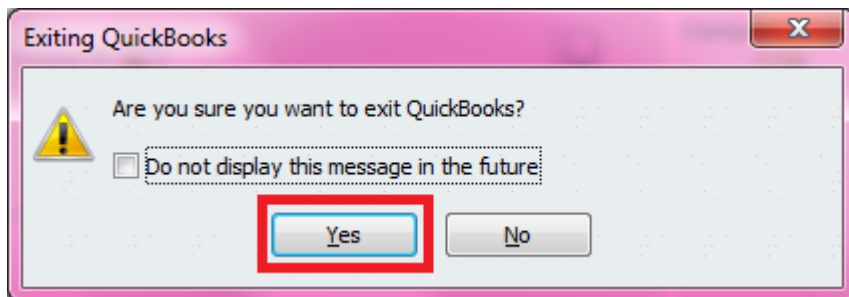 Exiting QuickBooks
Are you sure you want to exit QuickBooks?
Do not display this message in the future
Yes No